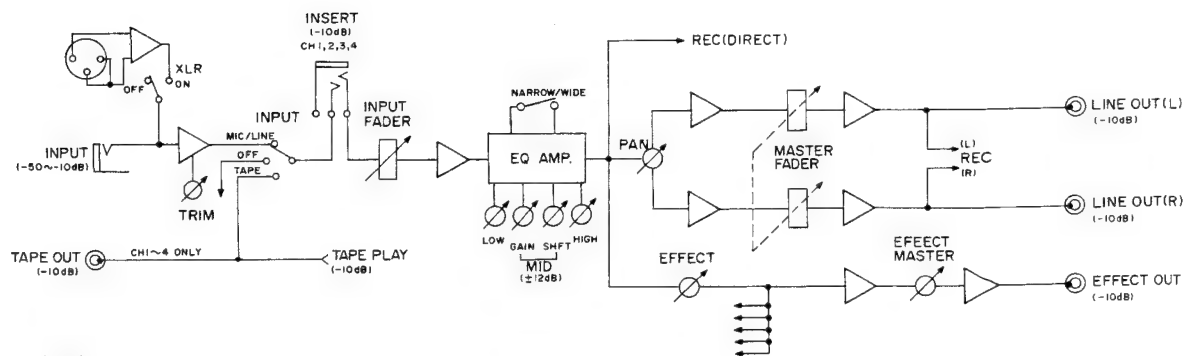 INSERT
(-10dB)
CH 1,2,3,4
REC(DIRECT)
XLR
ON
OFF
NARROW/WIDE
INPUT
FADER
INPUT
MIC/LINE
OFF
TAPE
INPUT
(-50~-10dB)
TRIM
EQ AMP.
PAN
MASTER
FADER
LINE OUT(L)
(-10dB)
(L)
REC
(R)
LINE OUT(R)
(-10dB)
LOW
GAIN
SHFT
HIGH
MID
(±12dB)
TAPE OUT
(-10dB)
CH1~4 ONLY
TAPE PLAY
(-10dB)
EFFECT
EFEECT
MASTER
EFFECT OUT
(-10dB)